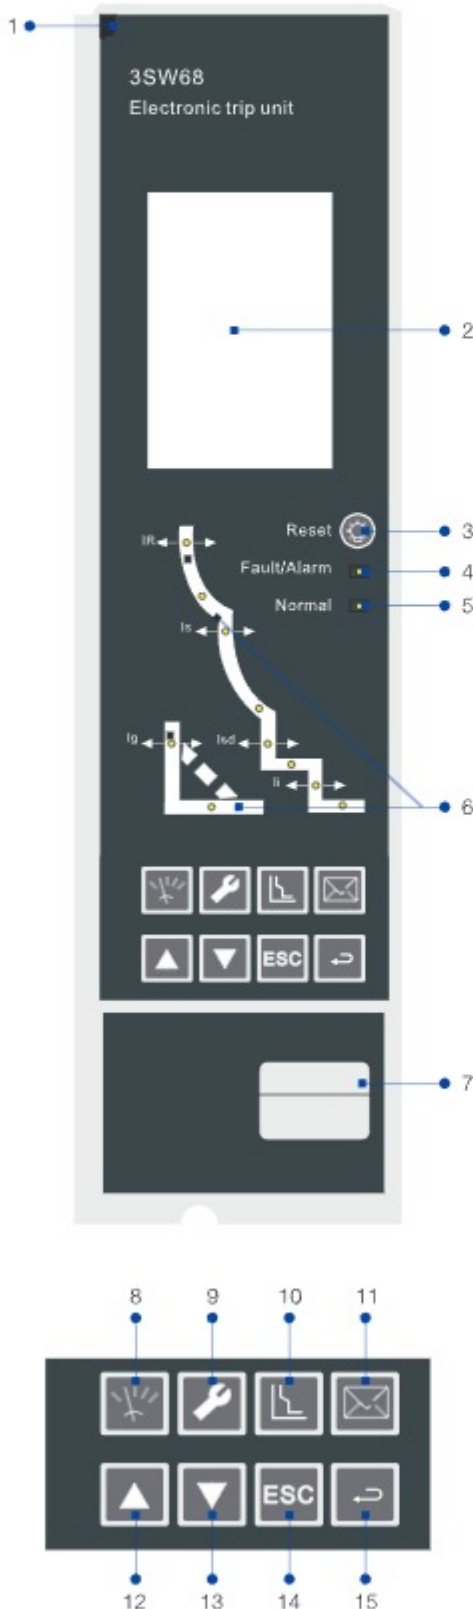 1
3SW68
Electronic trip unit
2
IR
Reset
3
Fault/Alarm
4
Is
Normal
5
Ig
Isd
Ii
6
ESC
7
8 9 10 11
ESC
12 13 14 15